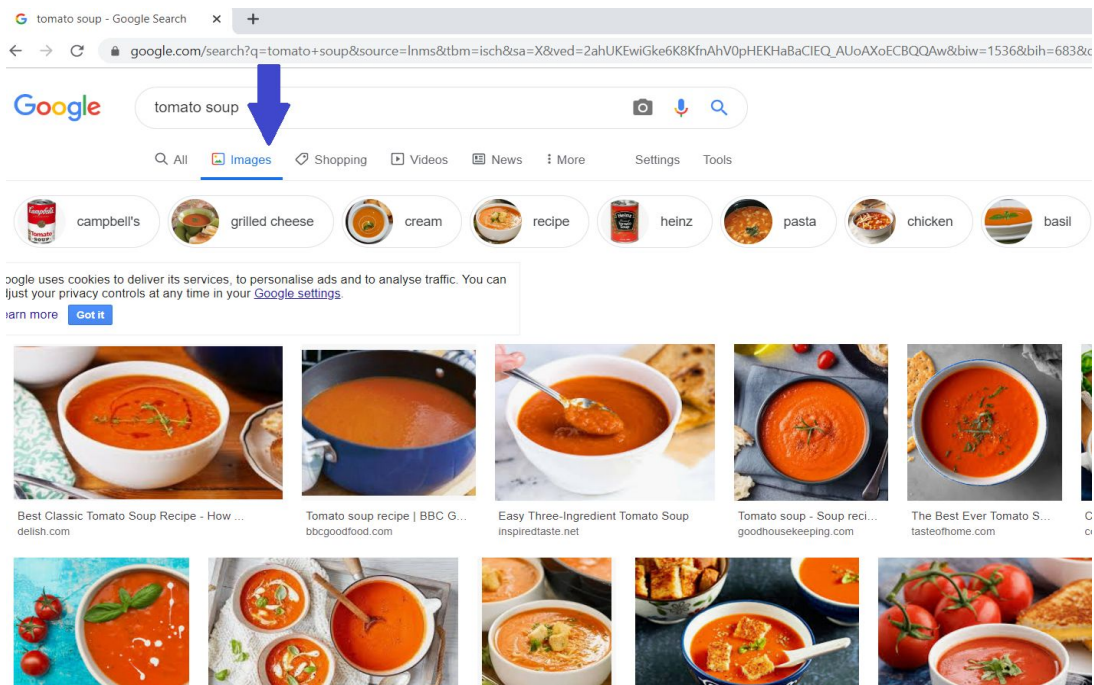 tomato soup - Google Search
google.com/search?q=tomato+soup&source=lnms&tbm=isch&sa=X&ved=2ahUKEwiGke6K8KfnAhV0pHEKHaBaCIEQ_AUoAXoECBQQAw&biw=1536&bih=683&
Google
tomato soup
All Images Shopping Videos News More Settings Tools
campbell's grilled cheese cream recipe heinz pasta chicken basil
oogle uses cookies to deliver its services, to personalise ads and to analyse traffic. You can
just your privacy controls at any time in your Google settings.
earn more Got it
Best Classic Tomato Soup Recipe - How ... Tomato soup recipe | BBC G... Easy Three-Ingredient Tomato Soup Tomato soup - Soup reci... The Best Ever Tomato S...
delish.com bbcgoodfood.com inspiredtaste.net goodhousekeeping.com tasteofhome.com